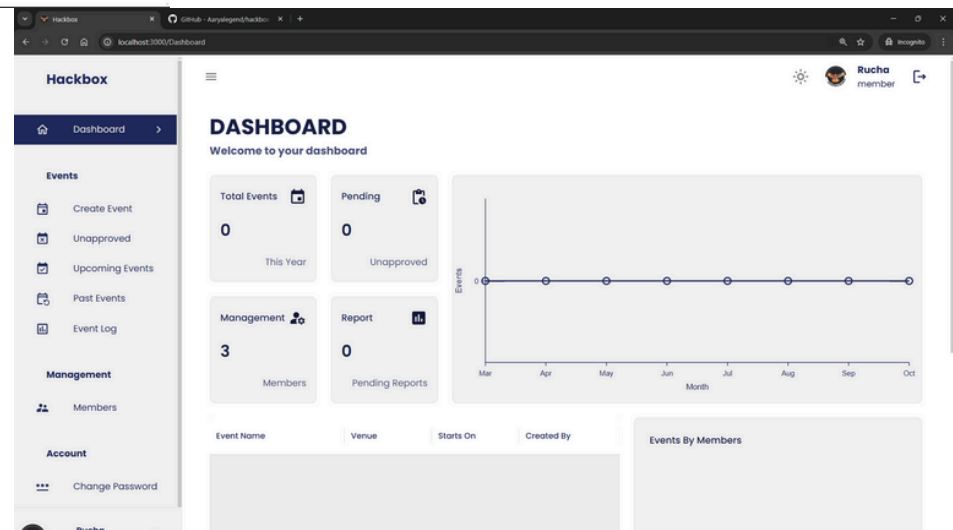 Hackbox
GitHub - Aaryalegend/hackbo
localhost:3000/Dashboard
Incognito
Hackbox
Rucha
member
Dashboard
DASHBOARD
Welcome to your dashboard
Events
Create Event
Unapproved
Upcoming Events
Past Events
Event Log
Management
Members
Account
Change Password
Rucha
Total Events
0
This Year
Pending
0
Unapproved
Management
3
Members
Report
0
Pending Reports
Events
0
Mar Apr May Jun Jul Aug Sep Oct
Month
Event Name Venue Starts On Created By
Events By Members